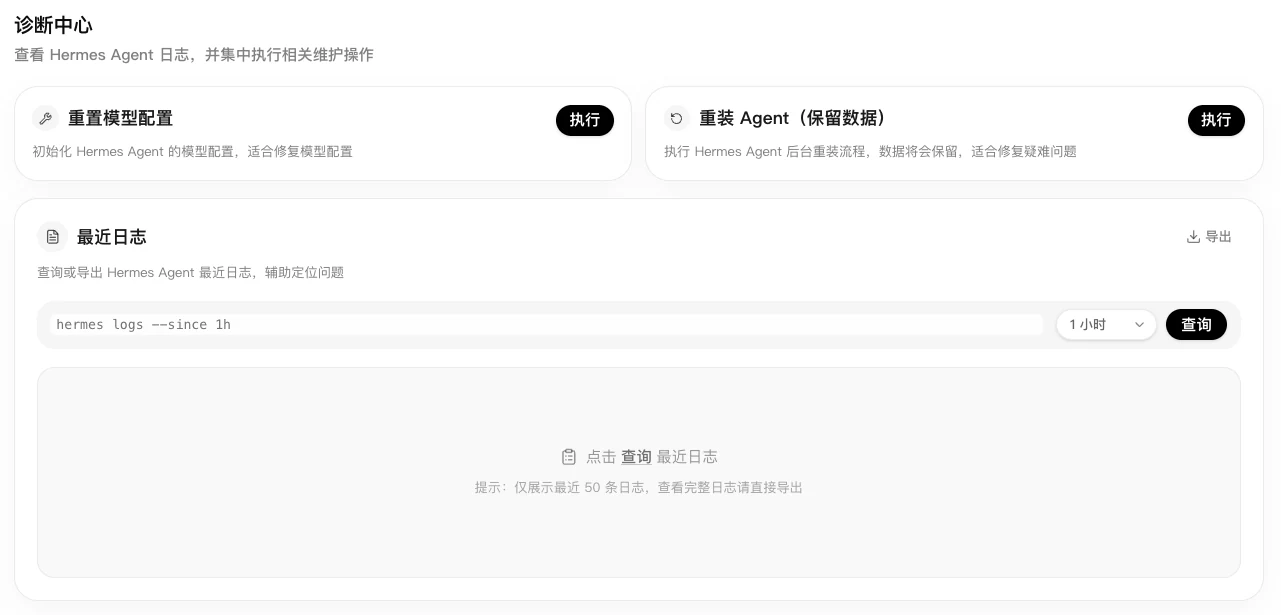 诊断中心
查看 Hermes Agent 日志，并集中执行相关维护操作
重置模型配置
执行
初始化 Hermes Agent 的模型配置，适合修复模型配置
重装 Agent（保留数据）
执行
执行 Hermes Agent 后台重装流程，数据将会保留，适合修复疑难问题
最近日志
导出
查询或导出 Hermes Agent 最近日志，辅助定位问题
hermes logs --since 1h
1 小时
查询
点击 查询 最近日志
提示：仅展示最近 50 条日志，查看完整日志请直接导出